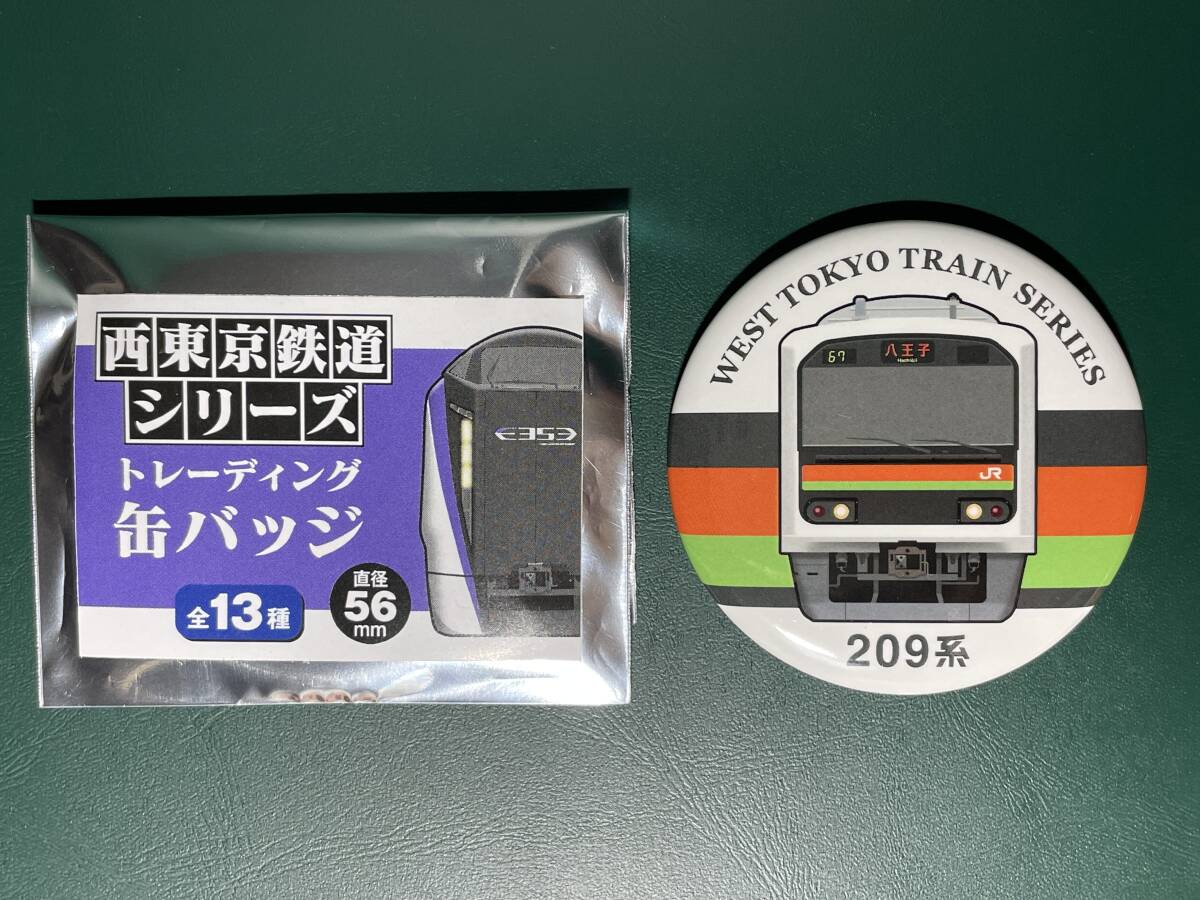 西東京鉄道
シリーズ
トレーディング
缶バッジ
全13種
直径
56
mm
E353
WEST TOKYO TRAIN SERIES
67
八王子
Hachioji
JR
209系